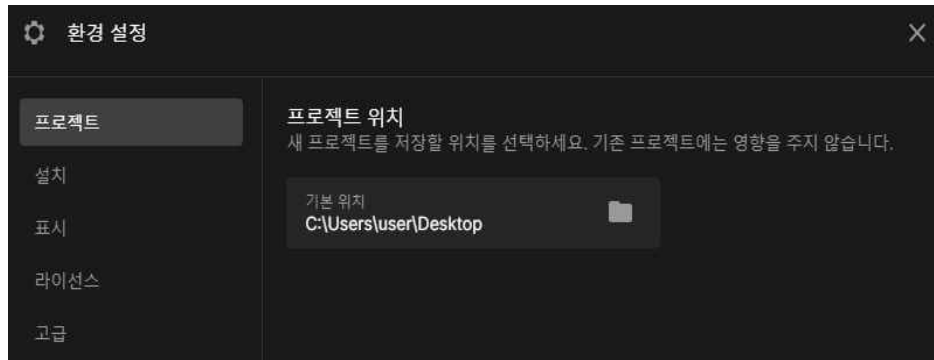 환경 설정
프로젝트
설치
표시
라이선스
고급
프로젝트 위치
새 프로젝트를 저장할 위치를 선택하세요. 기존 프로젝트에는 영향을 주지 않습니다.
기본 위치
C:\Users\user\Desktop